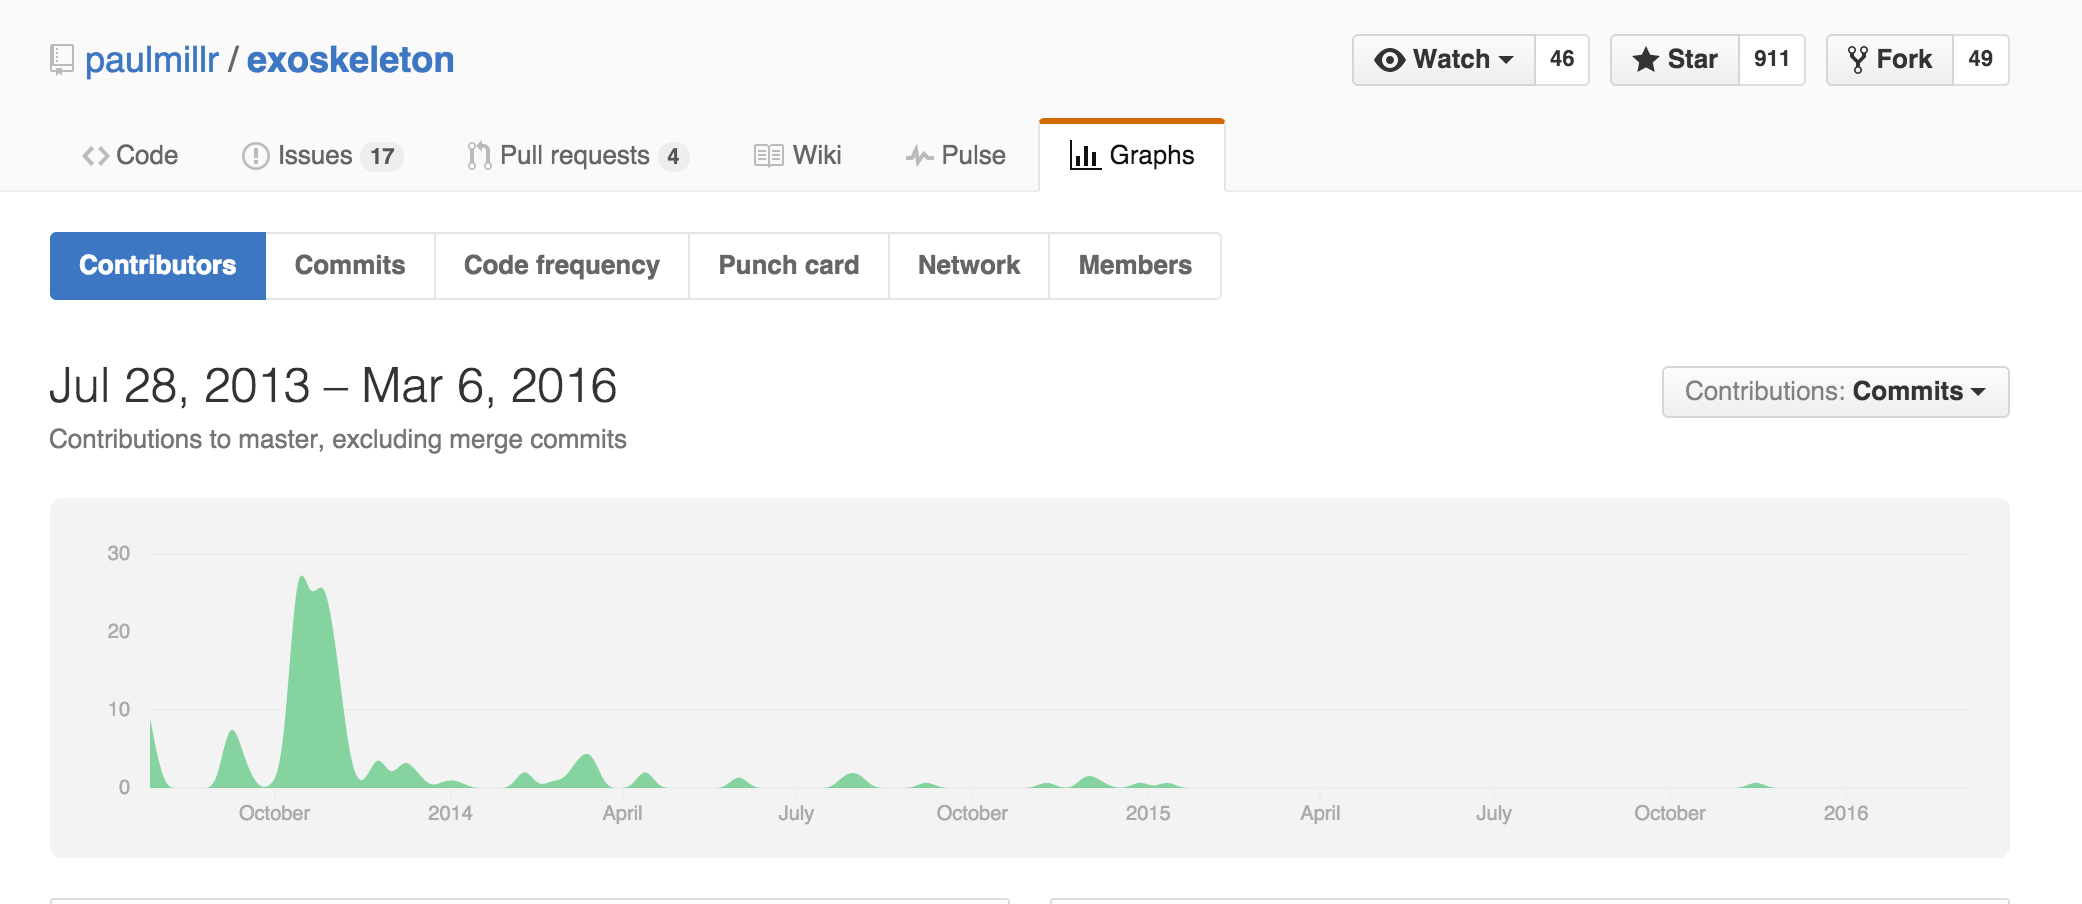 paulmillr / exoskeleton
Watch 46 Star 911 Fork 49
Code Issues 17 Pull requests 4 Wiki Pulse Graphs
Contributors Commits Code frequency Punch card Network Members
Jul 28, 2013 – Mar 6, 2016
Contributions: Commits
Contributions to master, excluding merge commits
30
20
10
0
October 2014 April July October 2015 April July October 2016